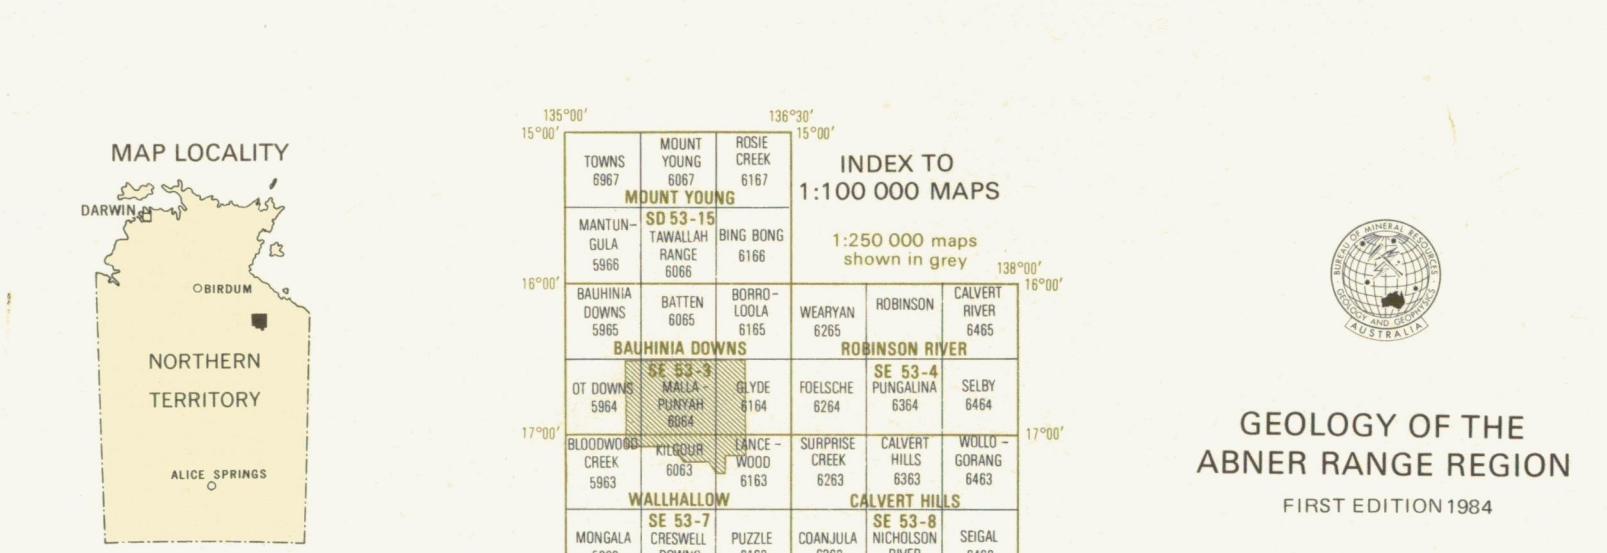 MAP LOCALITY
DARWIN
BIRDUM
NORTHERN
TERRITORY
ALICE SPRINGS
135°00′
136°30′
15°00′
15°00′
TOWNS
6967
MOUNT
YOUNG
6067
ROSIE
CREEK
6167
MOUNT YOUNG
SD 53-15
MANTUN-
GULA
5966
TAWALLAH
RANGE
6066
BING BONG
6166
INDEX TO
1:100 000 MAPS
1:250 000 maps
shown in grey
138°00′
16°00′
16°00′
BAUHINIA
DOWNS
5965
BATTEN
6065
BORRO-
LOOLA
6165
WEARYAN
6265
ROBINSON
CALVERT
RIVER
6465
BAUHINIA DOWNS
SE 53-3
ROBINSON RIVER
SE 53-4
OT DOWNS
5964
MALLA-
PUNYAH
6064
GLYDE
6164
FOELSCHE
6264
PUNGALINA
6364
SELBY
6464
17°00′
17°00′
BLOODWOOD
CREEK
5963
KILGOUR
6063
LANCE-
WOOD
6163
SURPRISE
CREEK
6263
CALVERT
HILLS
6363
WOLLO-
GORANG
6463
WALLHALLOW
SE 53-7
CALVERT HILLS
SE 53-8
MONGALA
CRESWELL
PUZZLE
COANJULA
NICHOLSON
SEIGAL
BUREAU OF MINERAL RESOURCES
GEOLOGY AND GEOPHYSICS
AUSTRALIA
GEOLOGY OF THE
ABNER RANGE REGION
FIRST EDITION 1984